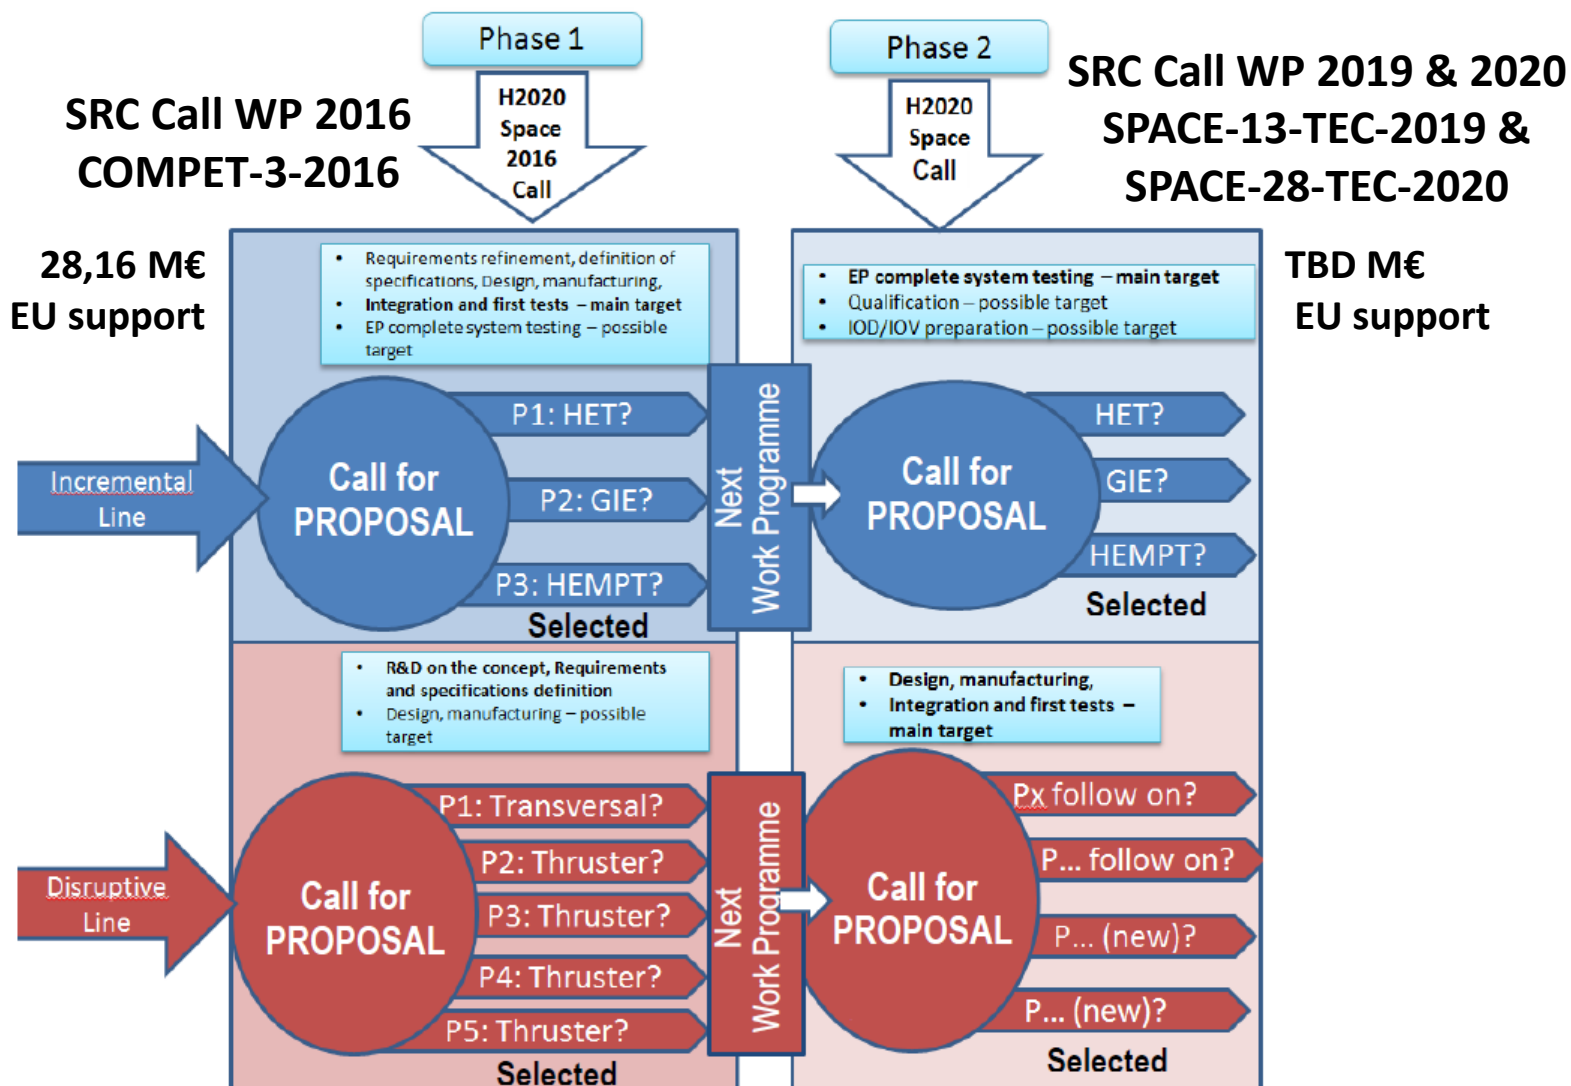 Phase 1
Phase 2
H2020
Space
2016
Call
H2020
Space
Call
SRC Call WP 2016
COMPET-3-2016
SRC Call WP 2019 & 2020
SPACE-13-TEC-2019 &
SPACE-28-TEC-2020
28,16 M€
EU support
TBD M€
EU support
• Requirements refinement, definition of
specifications, Design, manufacturing,
• Integration and first tests – main target
• EP complete system testing – possible
target
• EP complete system testing – main target
• Qualification – possible target
• IOD/IOV preparation – possible target
Incremental
Line
Call for
PROPOSAL
P1: HET?
P2: GIE?
P3: HEMPT?
Selected
Next
Work Programme
Call for
PROPOSAL
HET?
GIE?
HEMPT?
Selected
• R&D on the concept, Requirements
and specifications definition
• Design, manufacturing – possible
target
• Design, manufacturing,
• Integration and first tests –
main target
Disruptive
Line
Call for
PROPOSAL
P1: Transversal?
P2: Thruster?
P3: Thruster?
P4: Thruster?
P5: Thruster?
Selected
Next
Work Programme
Call for
PROPOSAL
Px follow on?
P... follow on?
P... (new)?
P... (new)?
Selected